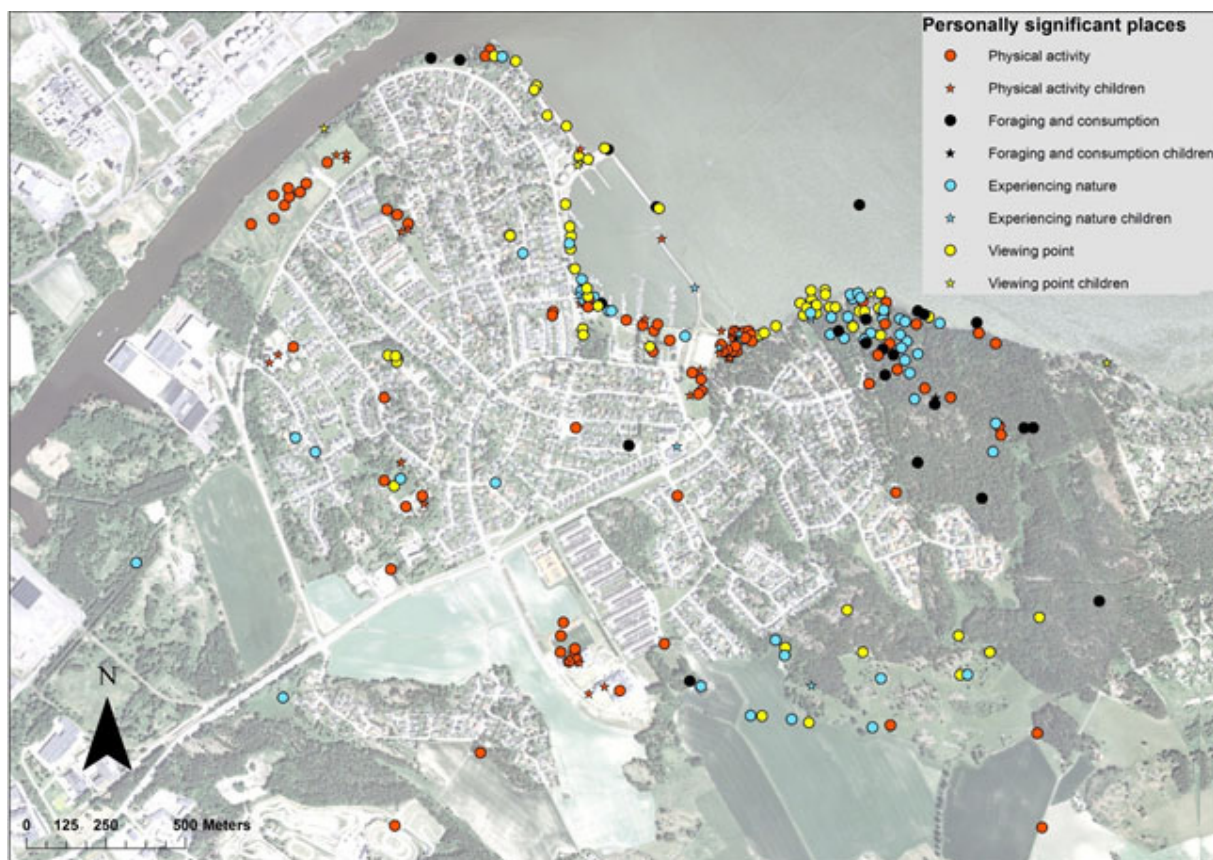 Personally significant places
Physical activity
Physical activity children
Foraging and consumption
Foraging and consumption children
Experiencing nature
Experiencing nature children
Viewing point
Viewing point children
N
0 125 250 500 Meters